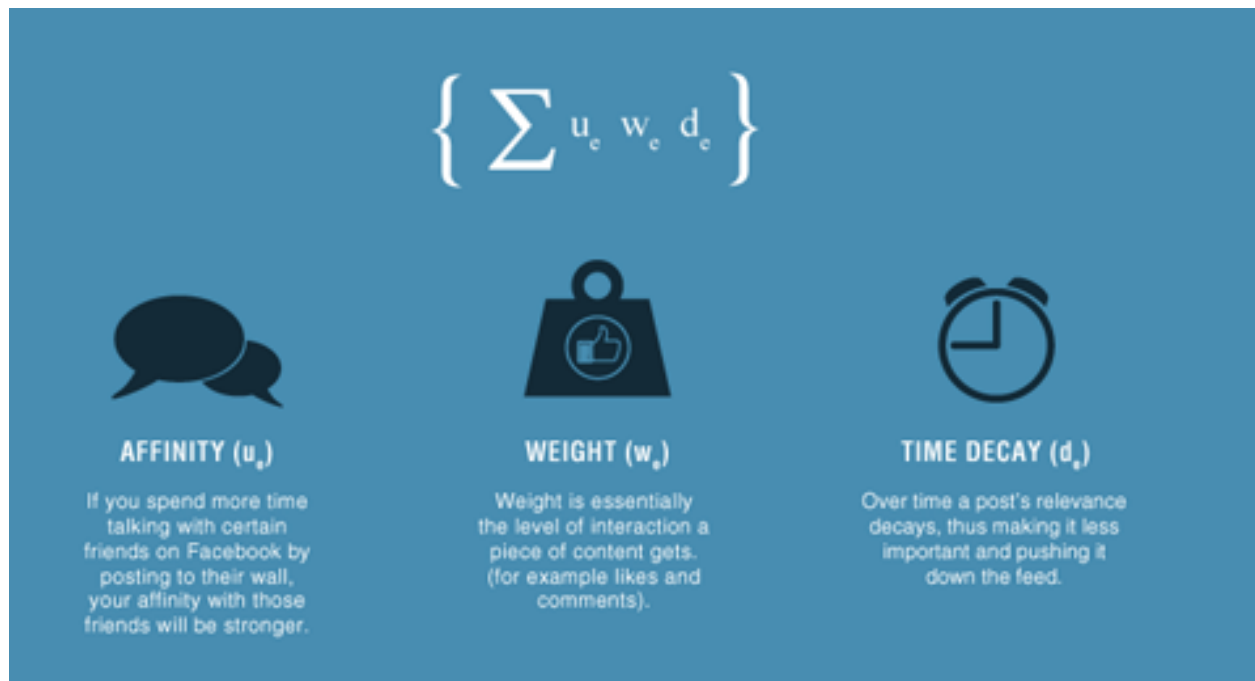 { ∑ uₑ wₑ dₑ }
AFFINITY (uₑ)
If you spend more time
talking with certain
friends on Facebook by
posting to their wall,
your affinity with those
friends will be stronger.
WEIGHT (wₑ)
Weight is essentially
the level of interaction a
piece of content gets.
(for example likes and
comments).
TIME DECAY (dₑ)
Over time a post's relevance
decays, thus making it less
important and pushing it
down the feed.